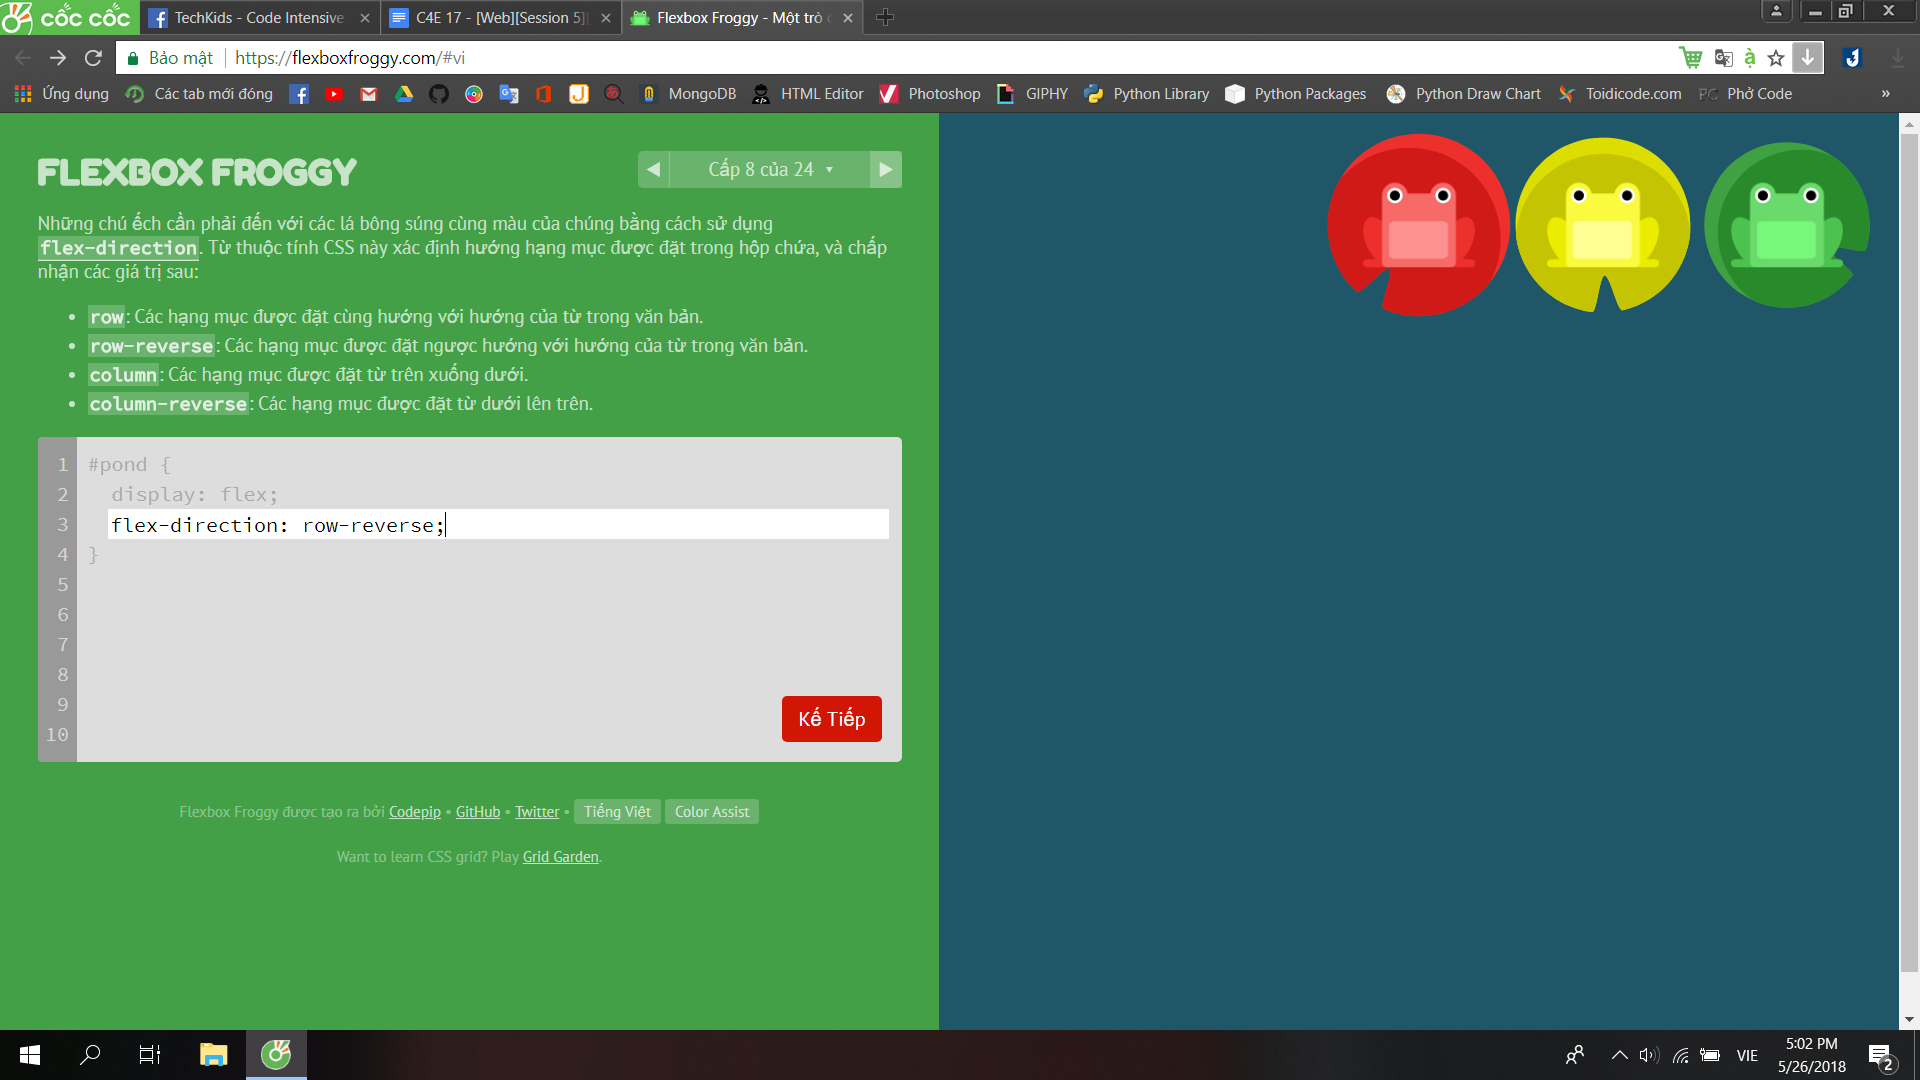 cốc cốc
TechKids - Code Intensive
C4E 17 - [Web][Session 5]
Flexbox Froggy - Một trò
Bảo mật
https://flexboxfroggy.com/#vi
Ứng dụng
Các tab mới đóng
MongoDB
HTML Editor
Photoshop
GIPHY
Python Library
Python Packages
Python Draw Chart
Toidicode.com
PC
Phở Code
»
FLEXBOX FROGGY
Cấp 8 của 24
Những chú ếch cần phải đến với các lá bông súng cùng màu của chúng bằng cách sử dụng
flex-direction. Từ thuộc tính CSS này xác định hướng hạng mục được đặt trong hộp chứa, và chấp
nhận các giá trị sau:
• row: Các hạng mục được đặt cùng hướng với hướng của từ trong văn bản.
• row-reverse: Các hạng mục được đặt ngược hướng với hướng của từ trong văn bản.
• column: Các hạng mục được đặt từ trên xuống dưới.
• column-reverse: Các hạng mục được đặt từ dưới lên trên.
1 #pond {
2 display: flex;
3 flex-direction: row-reverse;
4 }
5
6
7
8
9
10
Kế Tiếp
Flexbox Froggy được tạo ra bởi Codepip • GitHub • Twitter • Tiếng Việt Color Assist
Want to learn CSS grid? Play Grid Garden.
VIE
5:02 PM
5/26/2018
2